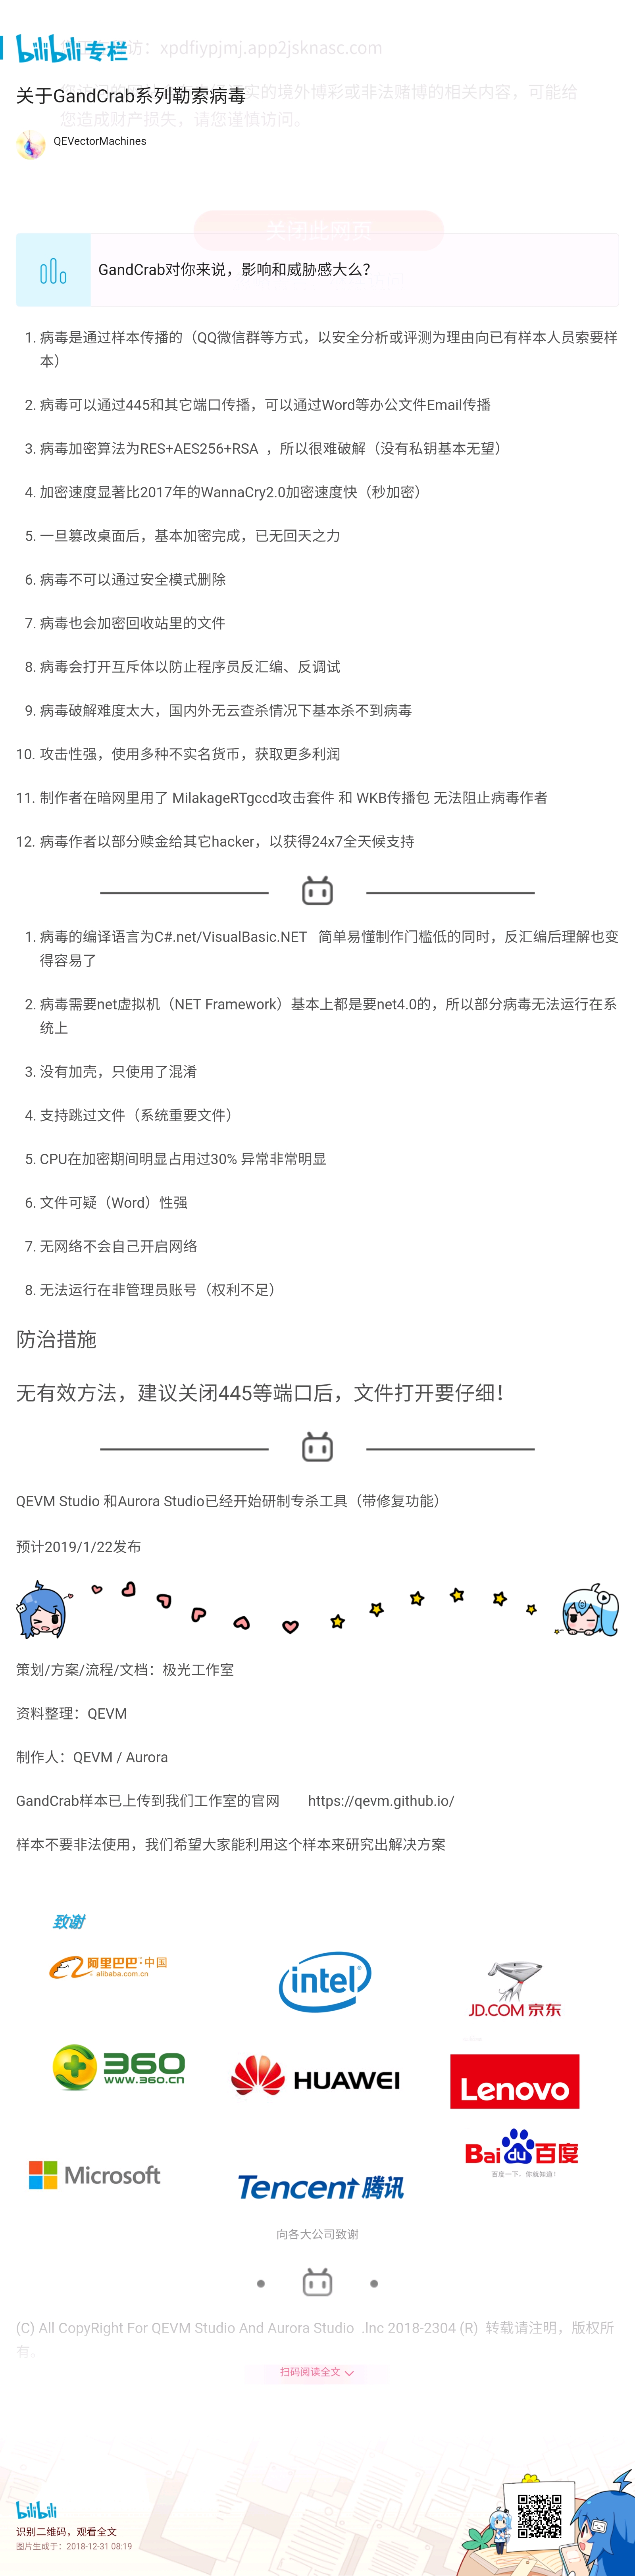 bilibili 专栏
访：xpdfiypjmj.app2jsknasc.com
关于GandCrab系列勒索病毒
实的境外博彩或非法赌博的相关内容，可能给
您造成财产损失，请您谨慎访问。
QEVectorMachines
关闭此网页
GandCrab对你来说，影响和威胁感大么？
1. 病毒是通过样本传播的（QQ微信群等方式，以安全分析或评测为理由向已有样本人员索要样
本）
2. 病毒可以通过445和其它端口传播，可以通过Word等办公文件Email传播
3. 病毒加密算法为RES+AES256+RSA ，所以很难破解（没有私钥基本无望）
4. 加密速度显著比2017年的WannaCry2.0加密速度快（秒加密）
5. 一旦篡改桌面后，基本加密完成，已无回天之力
6. 病毒不可以通过安全模式删除
7. 病毒也会加密回收站里的文件
8. 病毒会打开互斥体以防止程序员反汇编、反调试
9. 病毒破解难度太大，国内外无云查杀情况下基本杀不到病毒
10. 攻击性强，使用多种不实名货币，获取更多利润
11. 制作者在暗网里用了 MilakageRTgccd攻击套件 和 WKB传播包 无法阻止病毒作者
12. 病毒作者以部分赎金给其它hacker，以获得24x7全天候支持
1. 病毒的编译语言为C#.net/VisualBasic.NET 简单易懂制作门槛低的同时，反汇编后理解也变
得容易了
2. 病毒需要net虚拟机（NET Framework）基本上都是要net4.0的，所以部分病毒无法运行在系
统上
3. 没有加壳，只使用了混淆
4. 支持跳过文件（系统重要文件）
5. CPU在加密期间明显占用过30% 异常非常明显
6. 文件可疑（Word）性强
7. 无网络不会自己开启网络
8. 无法运行在非管理员账号（权利不足）
防治措施
无有效方法，建议关闭445等端口后，文件打开要仔细！
QEVM Studio 和Aurora Studio已经开始研制专杀工具（带修复功能）
预计2019/1/22发布
策划/方案/流程/文档：极光工作室
资料整理：QEVM
制作人：QEVM / Aurora
GandCrab样本已上传到我们工作室的官网 https://qevm.github.io/
样本不要非法使用，我们希望大家能利用这个样本来研究出解决方案
致谢
阿里巴巴·中国
alibaba.com.cn
intel
JD.COM 京东
360
WWW.360.CN
HUAWEI
Lenovo
Microsoft
Tencent 腾讯
Bai du 百度
百度一下，你就知道！
向各大公司致谢
(C) All CopyRight For QEVM Studio And Aurora Studio .Inc 2018-2304 (R) 转载请注明，版权所
有。
扫码阅读全文
bilibili
识别二维码，观看全文
图片生成于：2018-12-31 08:19